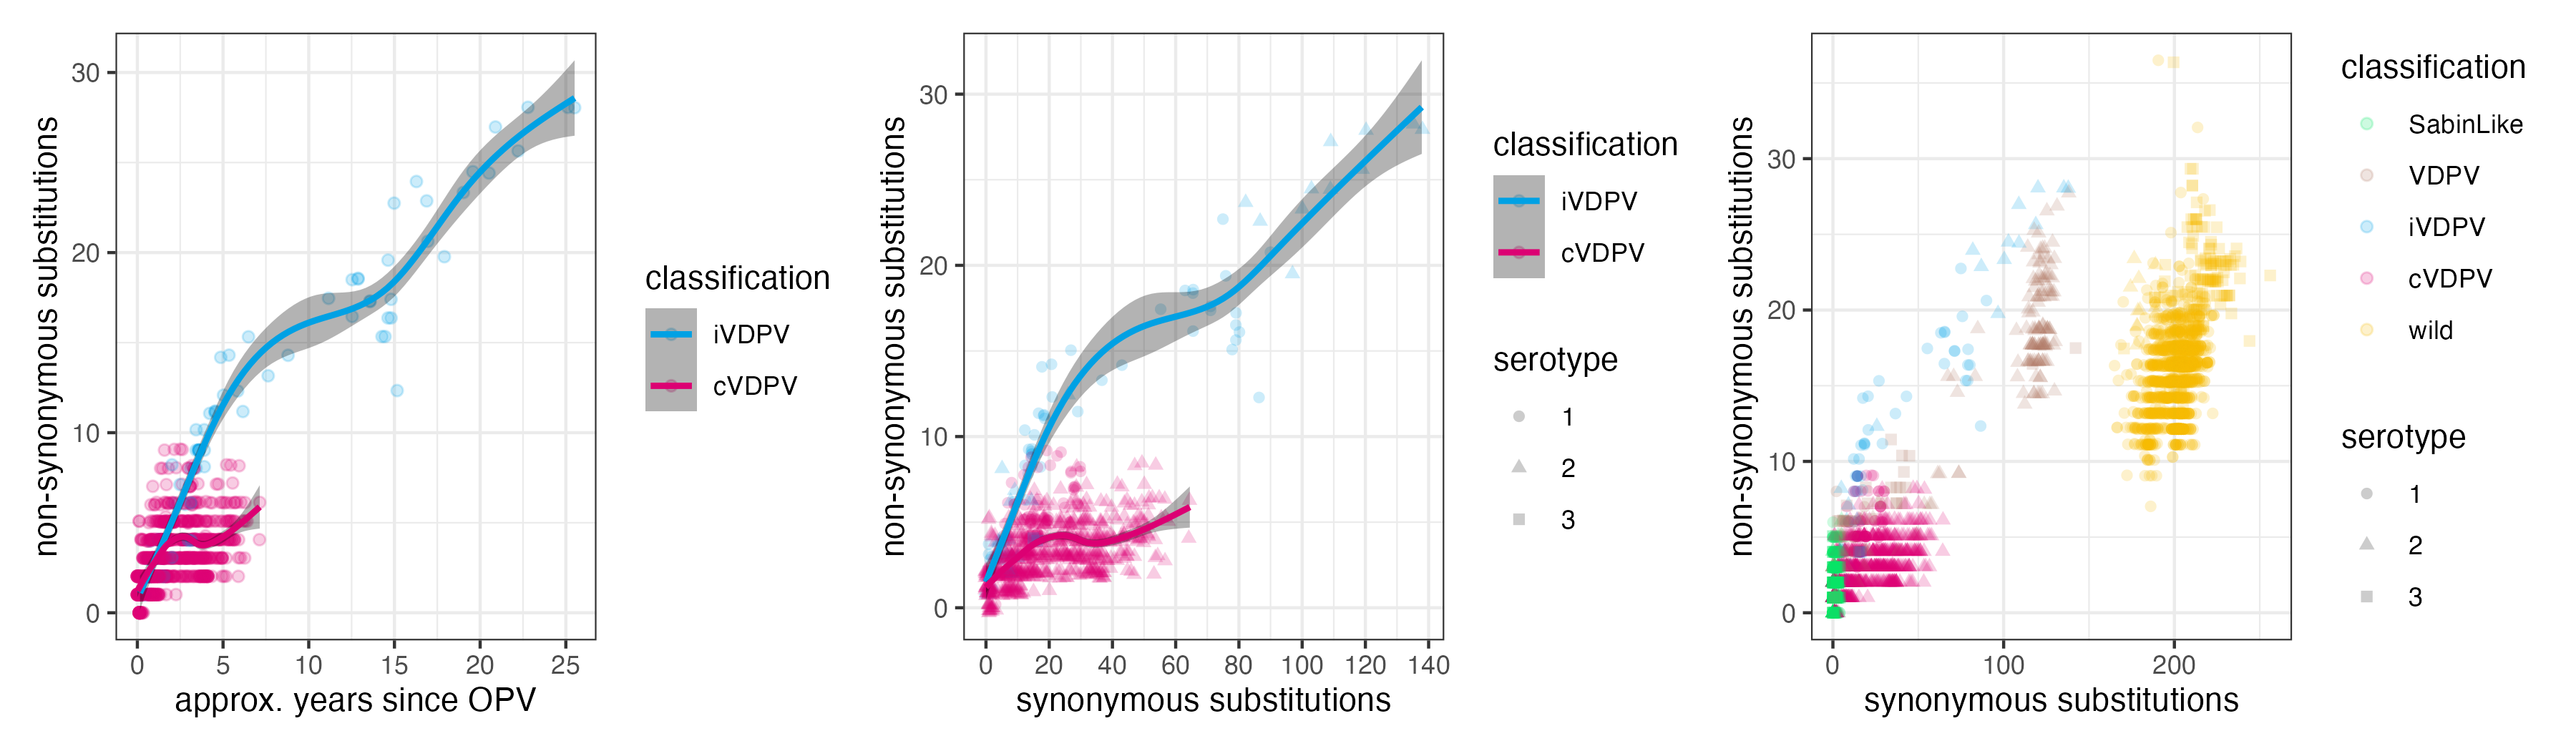 non-synonymous substitutions
30
20
10
0
0 5 10 15 20 25
approx. years since OPV
classification
iVDPV
cVDPV
non-synonymous substitutions
30
20
10
0
0 20 40 60 80 100 120 140
synonymous substitutions
classification
iVDPV
cVDPV
serotype
1
2
3
non-synonymous substitutions
30
20
10
0
0 100 200
synonymous substitutions
classification
SabinLike
VDPV
iVDPV
cVDPV
wild
serotype
1
2
3